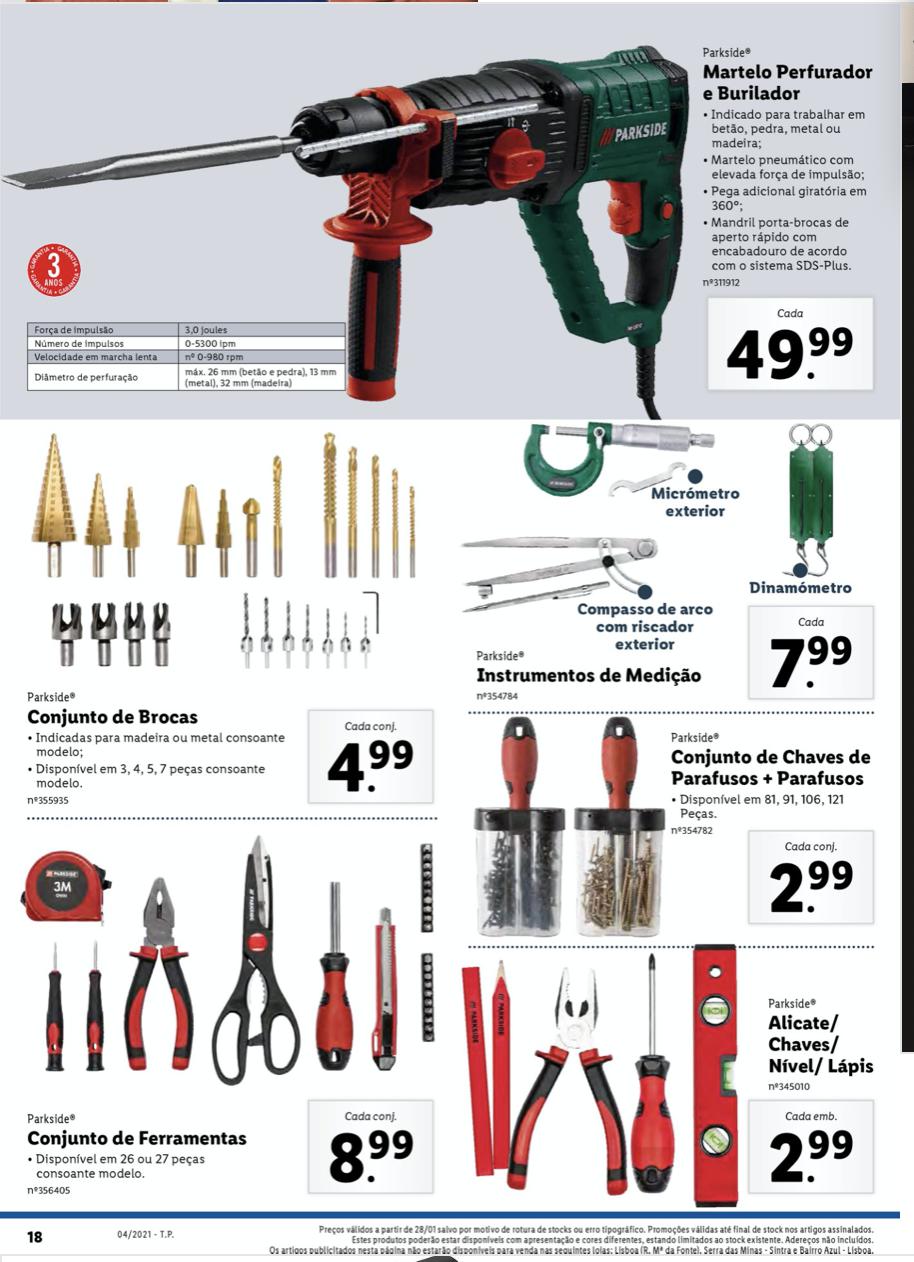 Parkside®
Martelo Perfurador
e Burilador
• Indicado para trabalhar em
betão, pedra, metal ou
madeira;
• Martelo pneumático com
elevada força de impulsão;
• Pega adicional giratória em
360°;
• Mandril porta-brocas de
aperto rápido com
encabadouro de acordo
com o sistema SDS-Plus.
nº311912
Cada
49.99
PARKSIDE
GARANTIA • GARANTIA • GARANTIA • GARANTIA
3
ANOS
Força de impulsão 3,0 joules
Número de impulsos 0-5300 ipm
Velocidade em marcha lenta nº 0-980 rpm
Diâmetro de perfuração máx. 26 mm (betão e pedra), 13 mm
(metal), 32 mm (madeira)
Micrómetro
exterior
Dinamómetro
Compasso de arco
com riscador
exterior
Parkside®
Instrumentos de Medição
nº354784
Cada
7.99
Parkside®
Conjunto de Brocas
• Indicadas para madeira ou metal consoante
modelo;
• Disponível em 3, 4, 5, 7 peças consoante
modelo.
nº355935
Cada conj.
4.99
Parkside®
Conjunto de Chaves de
Parafusos + Parafusos
• Disponível em 81, 91, 106, 121
Peças.
nº354782
Cada conj.
2.99
PARKSIDE
3M
PARKSIDE
Parkside®
Conjunto de Ferramentas
• Disponível em 26 ou 27 peças
consoante modelo.
nº356405
Cada conj.
8.99
PARKSIDE
PARKSIDE
Parkside®
Alicate/
Chaves/
Nível/ Lápis
nº345010
Cada emb.
2.99
18
04/2021 - T.P.
Preços válidos a partir de 28/01 salvo por motivo de rotura de stocks ou erro tipográfico. Promoções válidas até final de stock nos artigos assinalados.
Estes produtos poderão estar disponíveis com apresentação e cores diferentes, estando limitados ao stock existente. Adereços não incluídos.
Os artigos publicitados nesta página não estarão disponíveis para venda nas seguintes lojas: Lisboa (R. Mª da Fonte), Serra das Minas - Sintra e Bairro Azul - Lisboa.